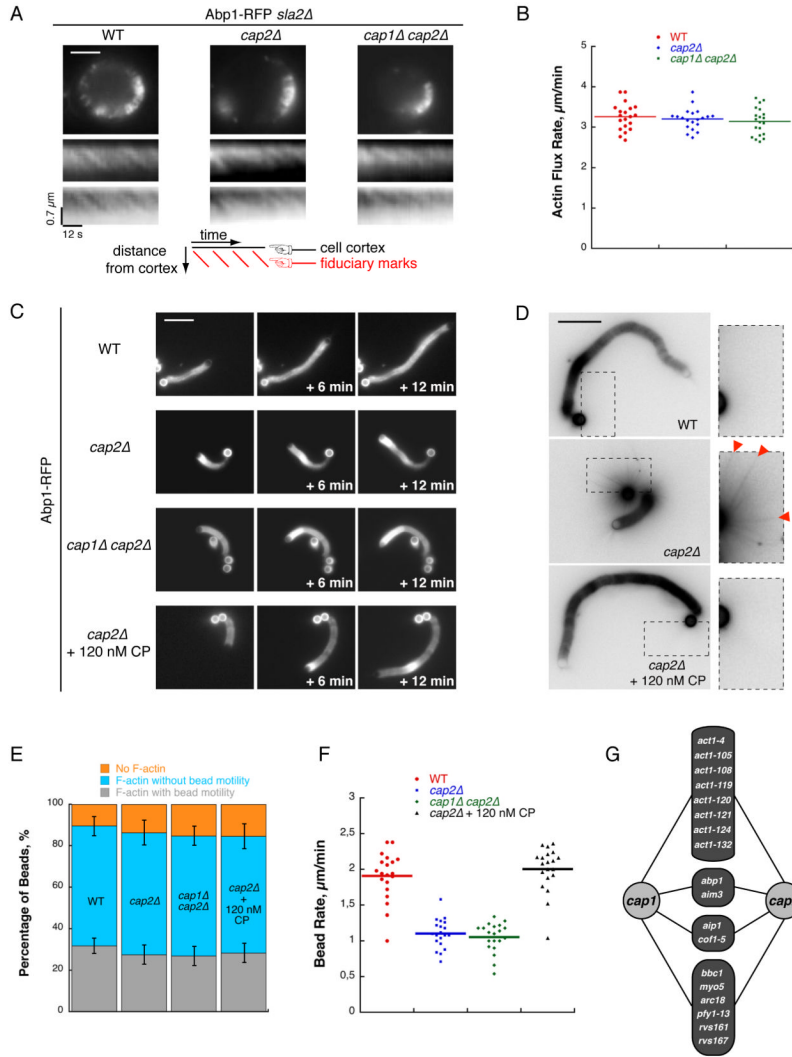 A
Abp1-RFP sla2Δ
WT
cap2Δ
cap1Δ cap2Δ
0.7 µm
12 s
time
distance
from cortex
cell cortex
fiduciary marks
B
WT
cap2Δ
cap1Δ cap2Δ
Actin Flux Rate, µm/min
5
4
3
2
1
0
C
Abp1-RFP
WT
+ 6 min
+ 12 min
cap2Δ
+ 6 min
+ 12 min
cap1Δ cap2Δ
+ 6 min
+ 12 min
cap2Δ
+ 120 nM CP
+ 6 min
+ 12 min
D
WT
cap2Δ
cap2Δ
+ 120 nM CP
E
No F-actin
F-actin without bead motility
F-actin with bead motility
Percentage of Beads, %
100
80
60
40
20
0
WT
cap2Δ
cap1Δ
cap2Δ
cap2Δ
+
120 nM
CP
F
WT
cap2Δ
cap1Δ cap2Δ
cap2Δ + 120 nM CP
Bead Rate, µm/min
3
2.5
2
1.5
1
0,5
0
G
act1-4
act1-105
act1-108
act1-119
act1-120
act1-121
act1-124
act1-132
cap1
abp1
aim3
cap
aip1
cof1-5
bbc1
myo5
arc18
pfy1-13
rvs161
rvs167